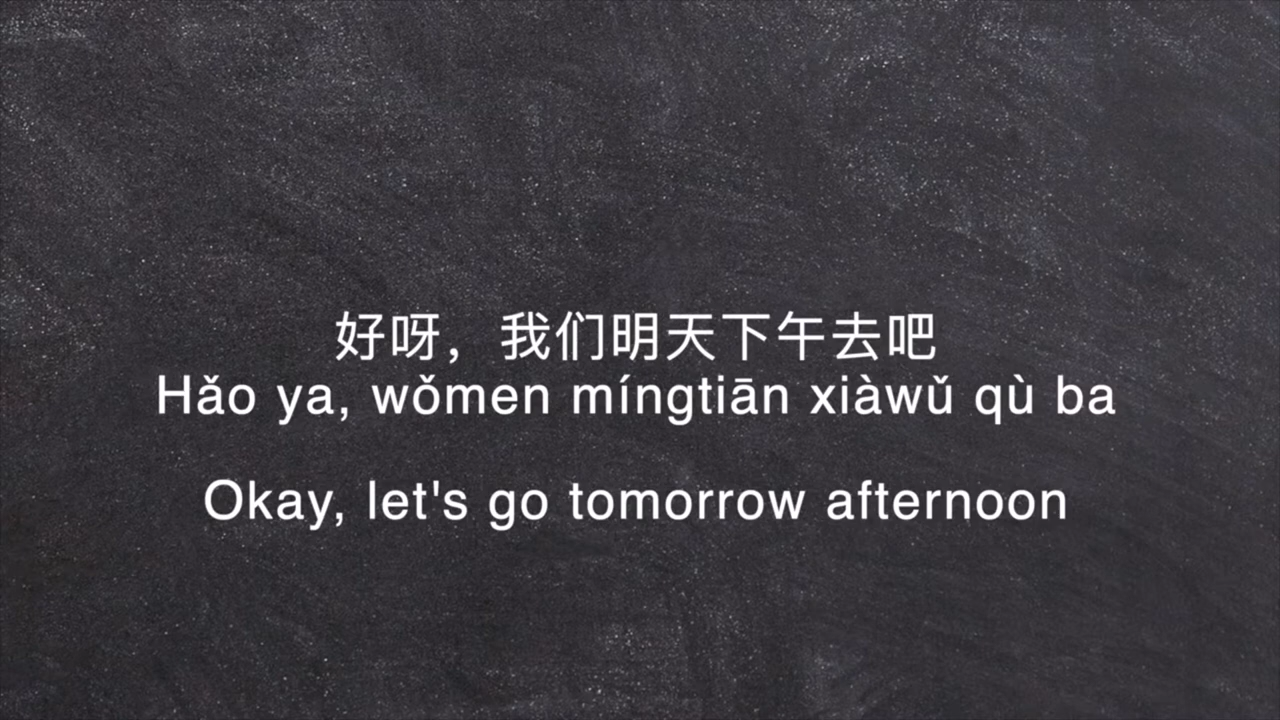 好呀，我们明天下午去吧
Hǎo ya, wǒmen míngtiān xiàwǔ qù ba
Okay, let's go tomorrow afternoon